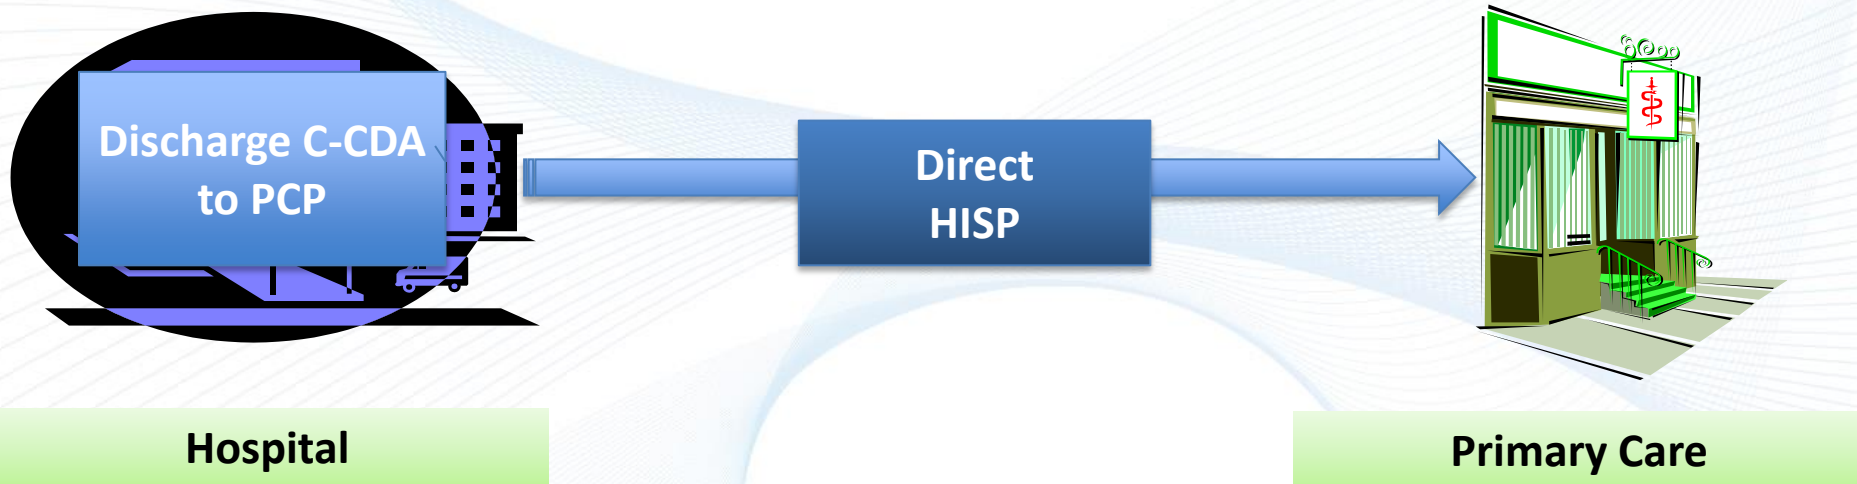 Discharge C-CDA
to PCP
Direct
HISP
Hospital
Primary Care